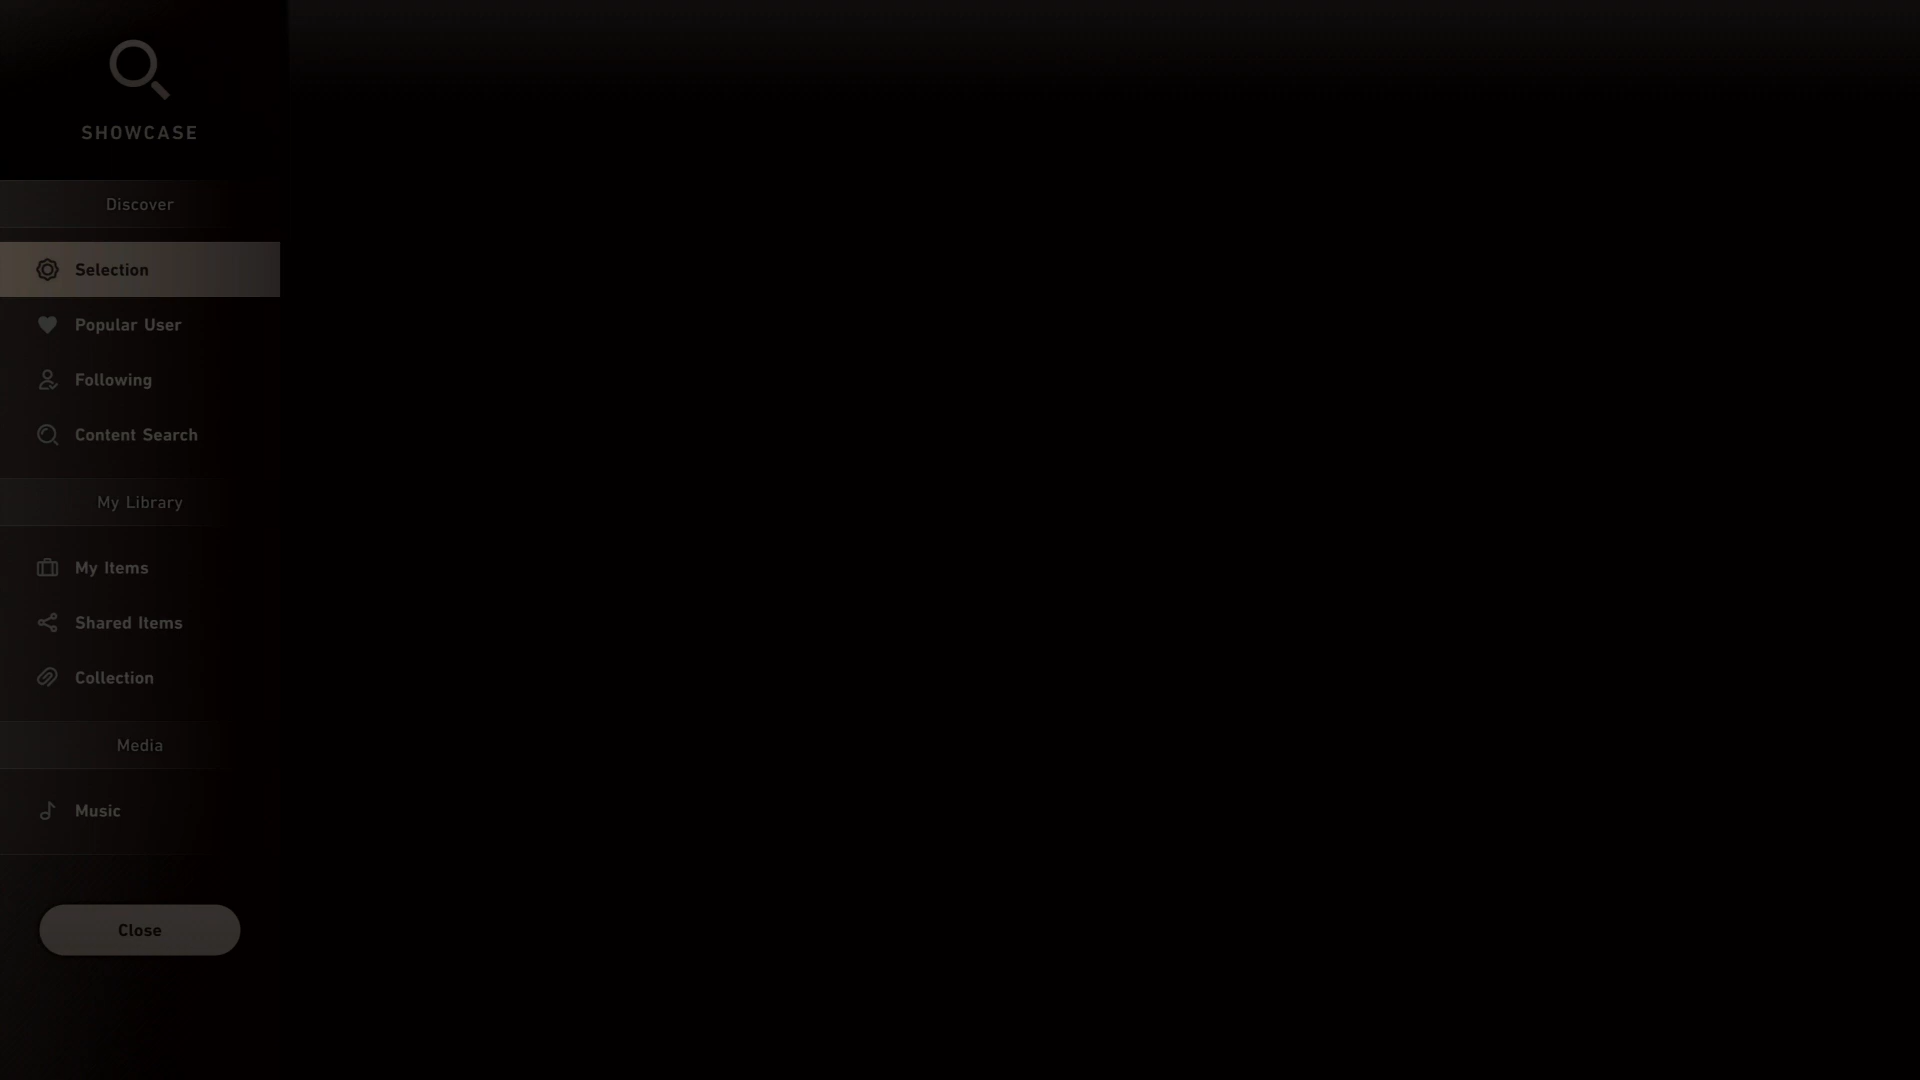 SHOWCASE
Discover
Selection
Popular User
Following
Content Search
My Library
My Items
Shared Items
Collection
Media
Music
Close